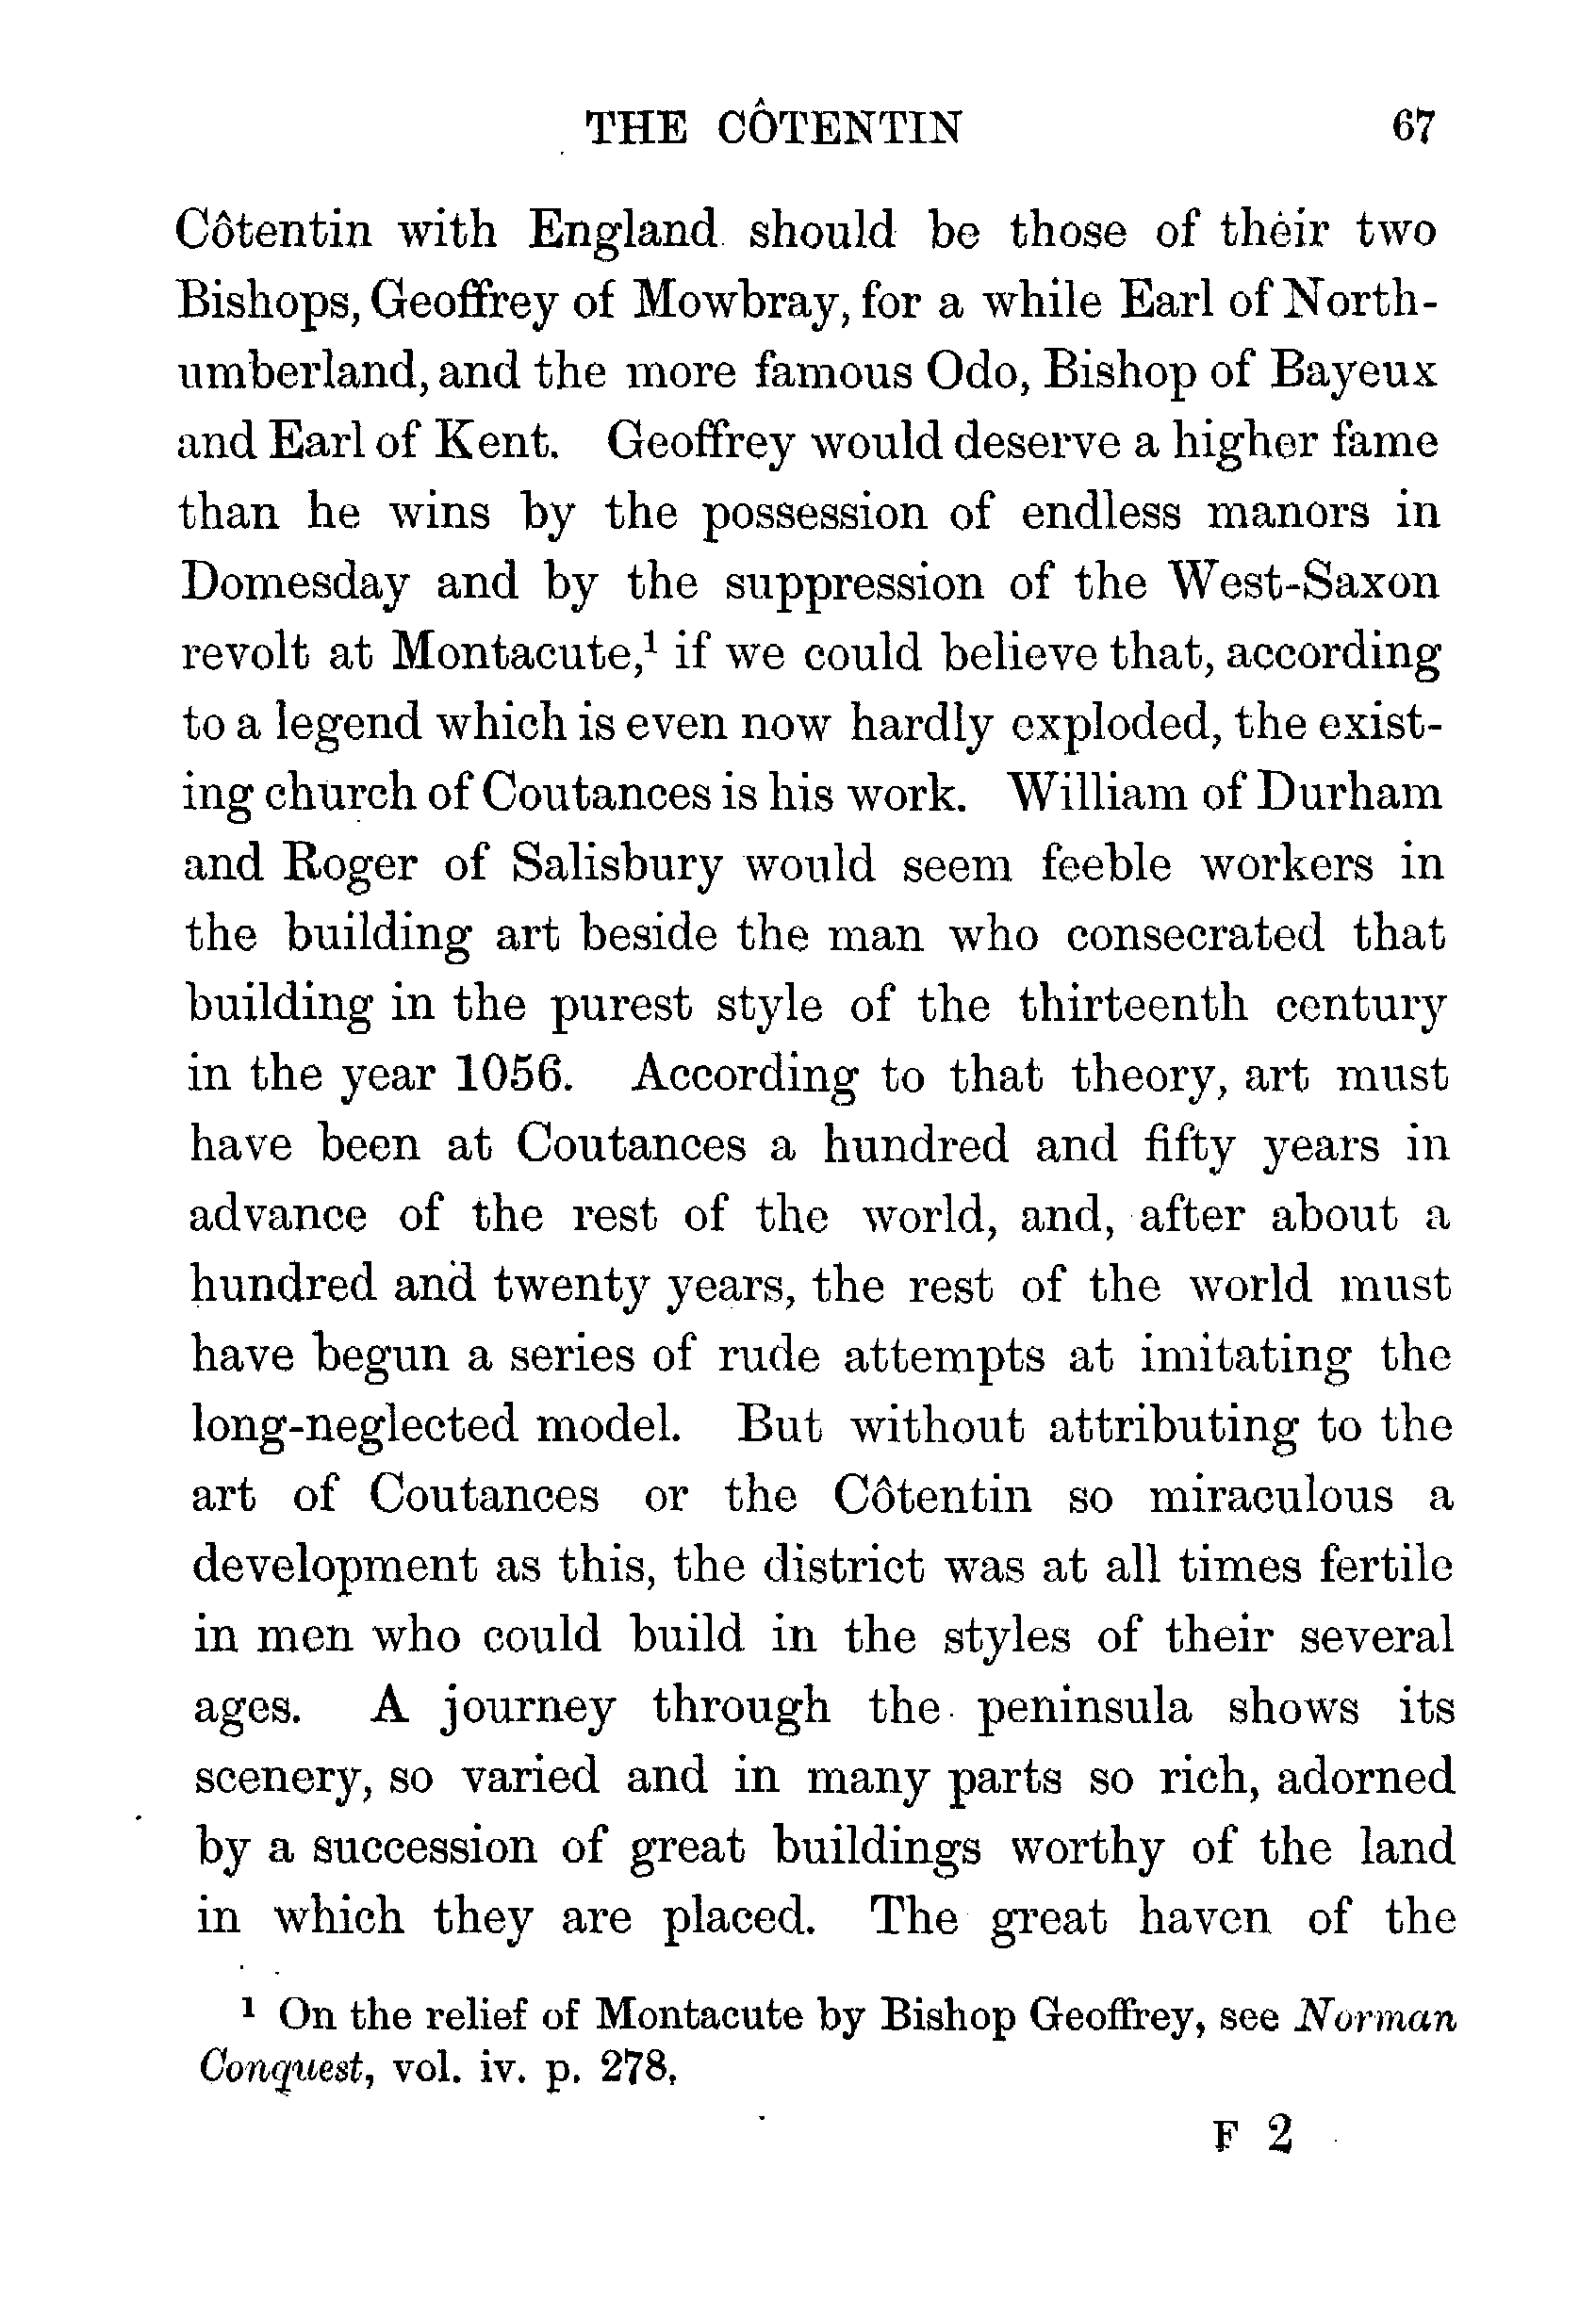 THE CÔTENTIN 67
Côtentin with England should be those of their two
Bishops, Geoffrey of Mowbray, for a while Earl of North-
umberland, and the more famous Odo, Bishop of Bayeux
and Earl of Kent. Geoffrey would deserve a higher fame
than he wins by the possession of endless manors in
Domesday and by the suppression of the West-Saxon
revolt at Montacute,¹ if we could believe that, according
to a legend which is even now hardly exploded, the exist-
ing church of Coutances is his work. William of Durham
and Roger of Salisbury would seem feeble workers in
the building art beside the man who consecrated that
building in the purest style of the thirteenth century
in the year 1056. According to that theory, art must
have been at Coutances a hundred and fifty years in
advance of the rest of the world, and, after about a
hundred and twenty years, the rest of the world must
have begun a series of rude attempts at imitating the
long-neglected model. But without attributing to the
art of Coutances or the Côtentin so miraculous a
development as this, the district was at all times fertile
in men who could build in the styles of their several
ages. A journey through the peninsula shows its
scenery, so varied and in many parts so rich, adorned
by a succession of great buildings worthy of the land
in which they are placed. The great haven of the
¹ On the relief of Montacute by Bishop Geoffrey, see Norman
Conquest, vol. iv. p. 278.
F 2